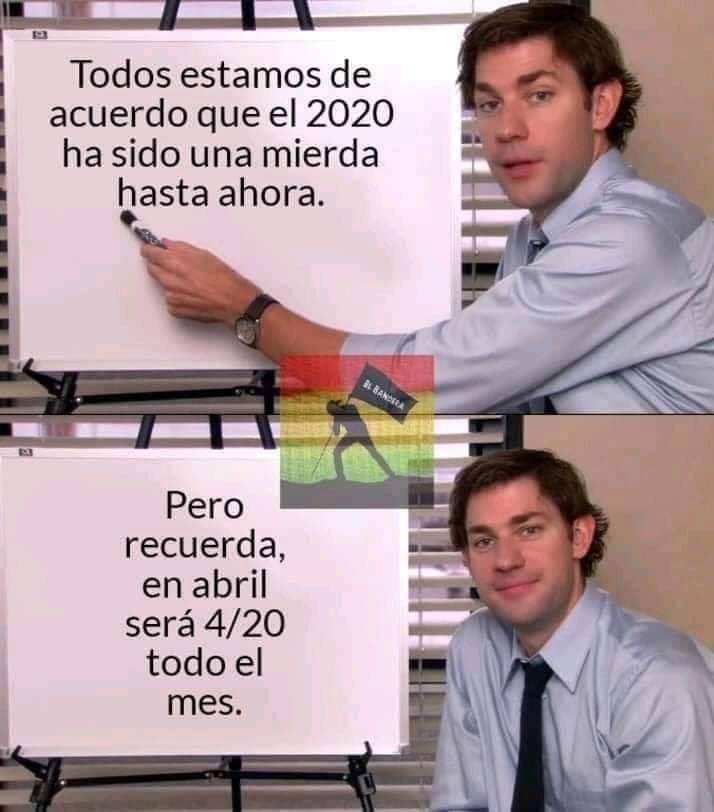 Todos estamos de
acuerdo que el 2020
ha sido una mierda
hasta ahora.
EL BANDERA
Pero
recuerda,
en abril
será 4/20
todo el
mes.